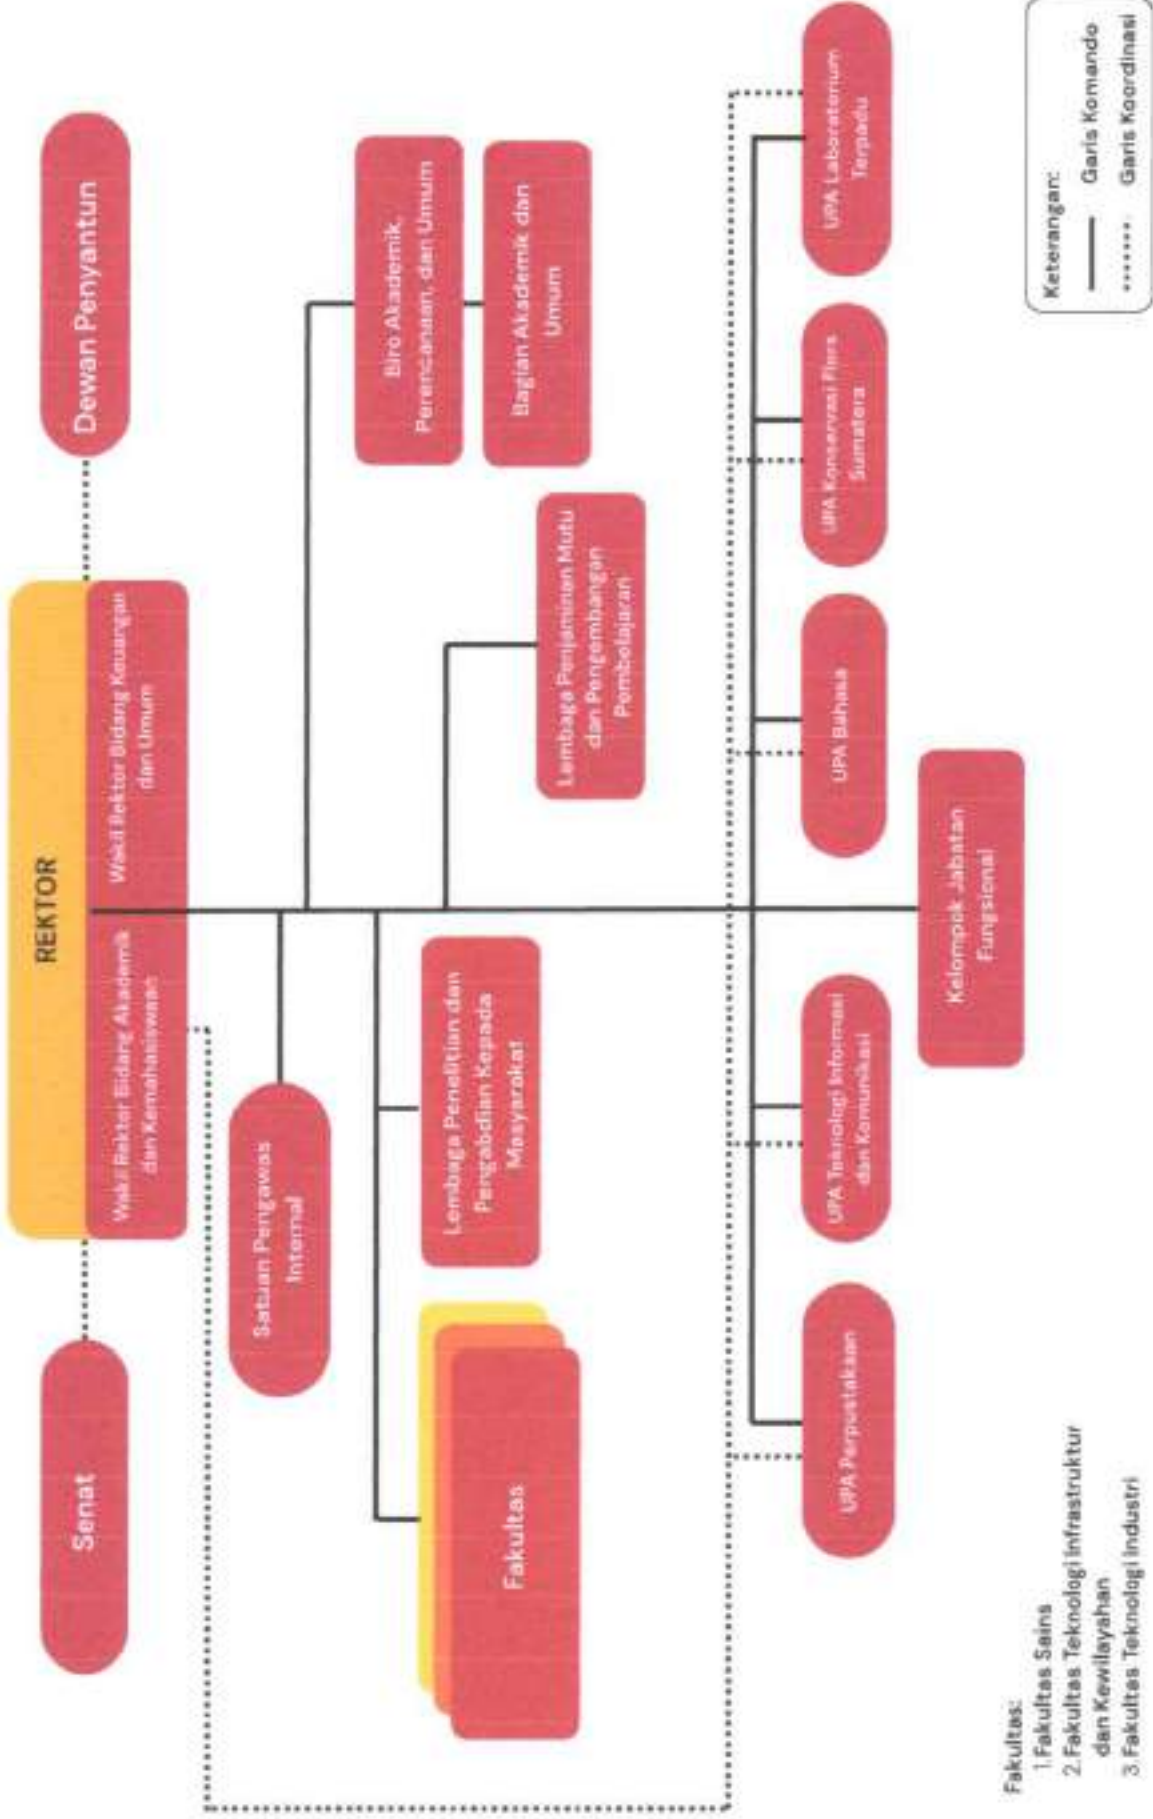 REKTOR
Senat
Dewan Penyantun
Wakil Rektor Bidang Akademik
dan Kemahasiswaan
Wakil Rektor Bidang Keuangan
dan Umum
Satuan Pengawas
Internal
Biro Akademik,
Perencanaan, dan Umum
Bagian Akademik dan
Umum
Fakultas
Lembaga Penelitian dan
Pengabdian Kepada
Masyarakat
Lembaga Penjaminan Mutu
dan Pengembangan
Pembelajaran
UPA Perpustakaan
UPA Teknologi Informasi
dan Komunikasi
UPA Bahasa
UPA Konservasi Flora
Sumatera
UPA Laboratorium
Terpadu
Kelompok Jabatan
Fungsional
Fakultas:
1.Fakultas Sains
2.Fakultas Teknologi Infrastruktur
dan Kewilayahan
3.Fakultas Teknologi Industri
Keterangan:
Garis Komando
Garis Koordinasi